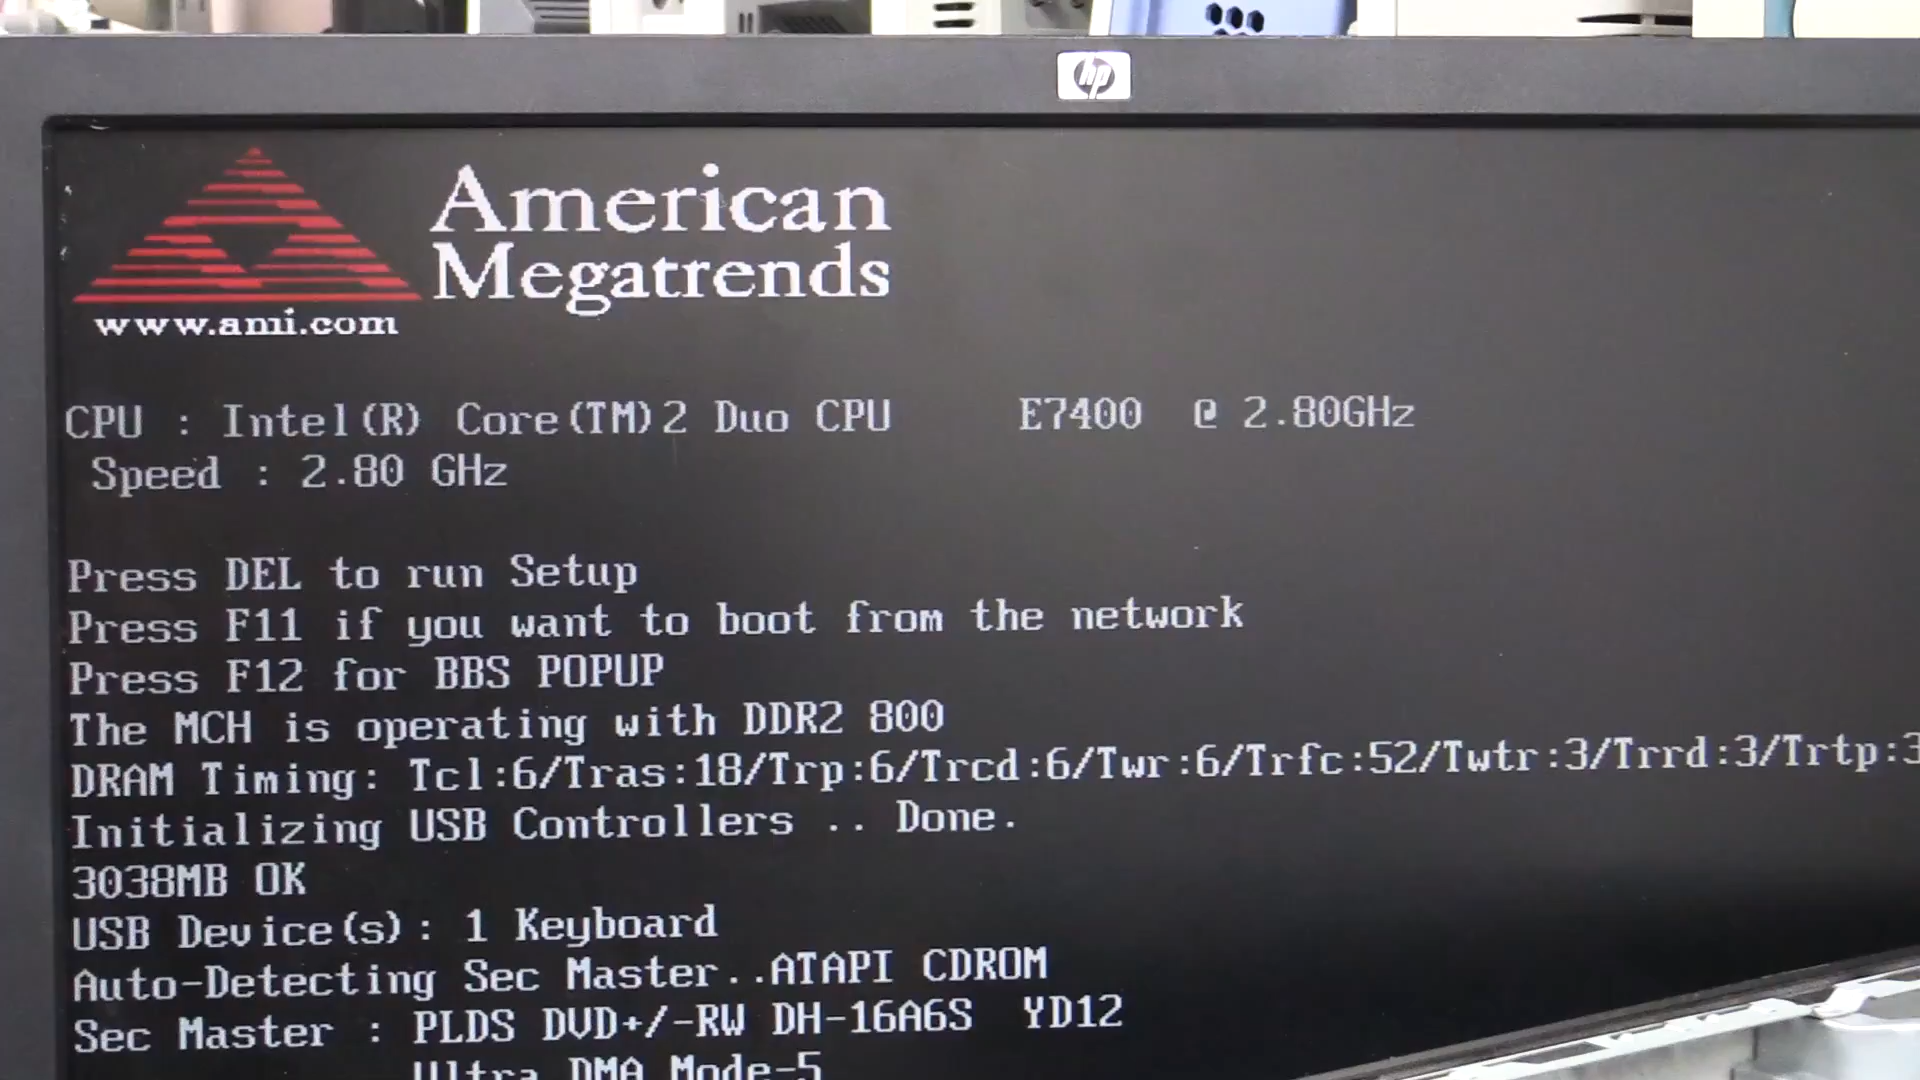 hp
American
Megatrends
www.ami.com
CPU : Intel(R) Core(TM)2 Duo CPU E7400 @ 2.80GHz
Speed : 2.80 GHz
Press DEL to run Setup
Press F11 if you want to boot from the network
Press F12 for BBS POPUP
The MCH is operating with DDR2 800
DRAM Timing: Tcl:6/Tras:18/Trp:6/Trcd:6/Twr:6/Trfc:52/Twtr:3/Trrd:3/Trtp:3
Initializing USB Controllers .. Done.
3038MB OK
USB Device(s): 1 Keyboard
Auto-Detecting Sec Master..ATAPI CDROM
Sec Master : PLDS DVD+/-RW DH-16A6S YD12
Ultra DMA Mode-5